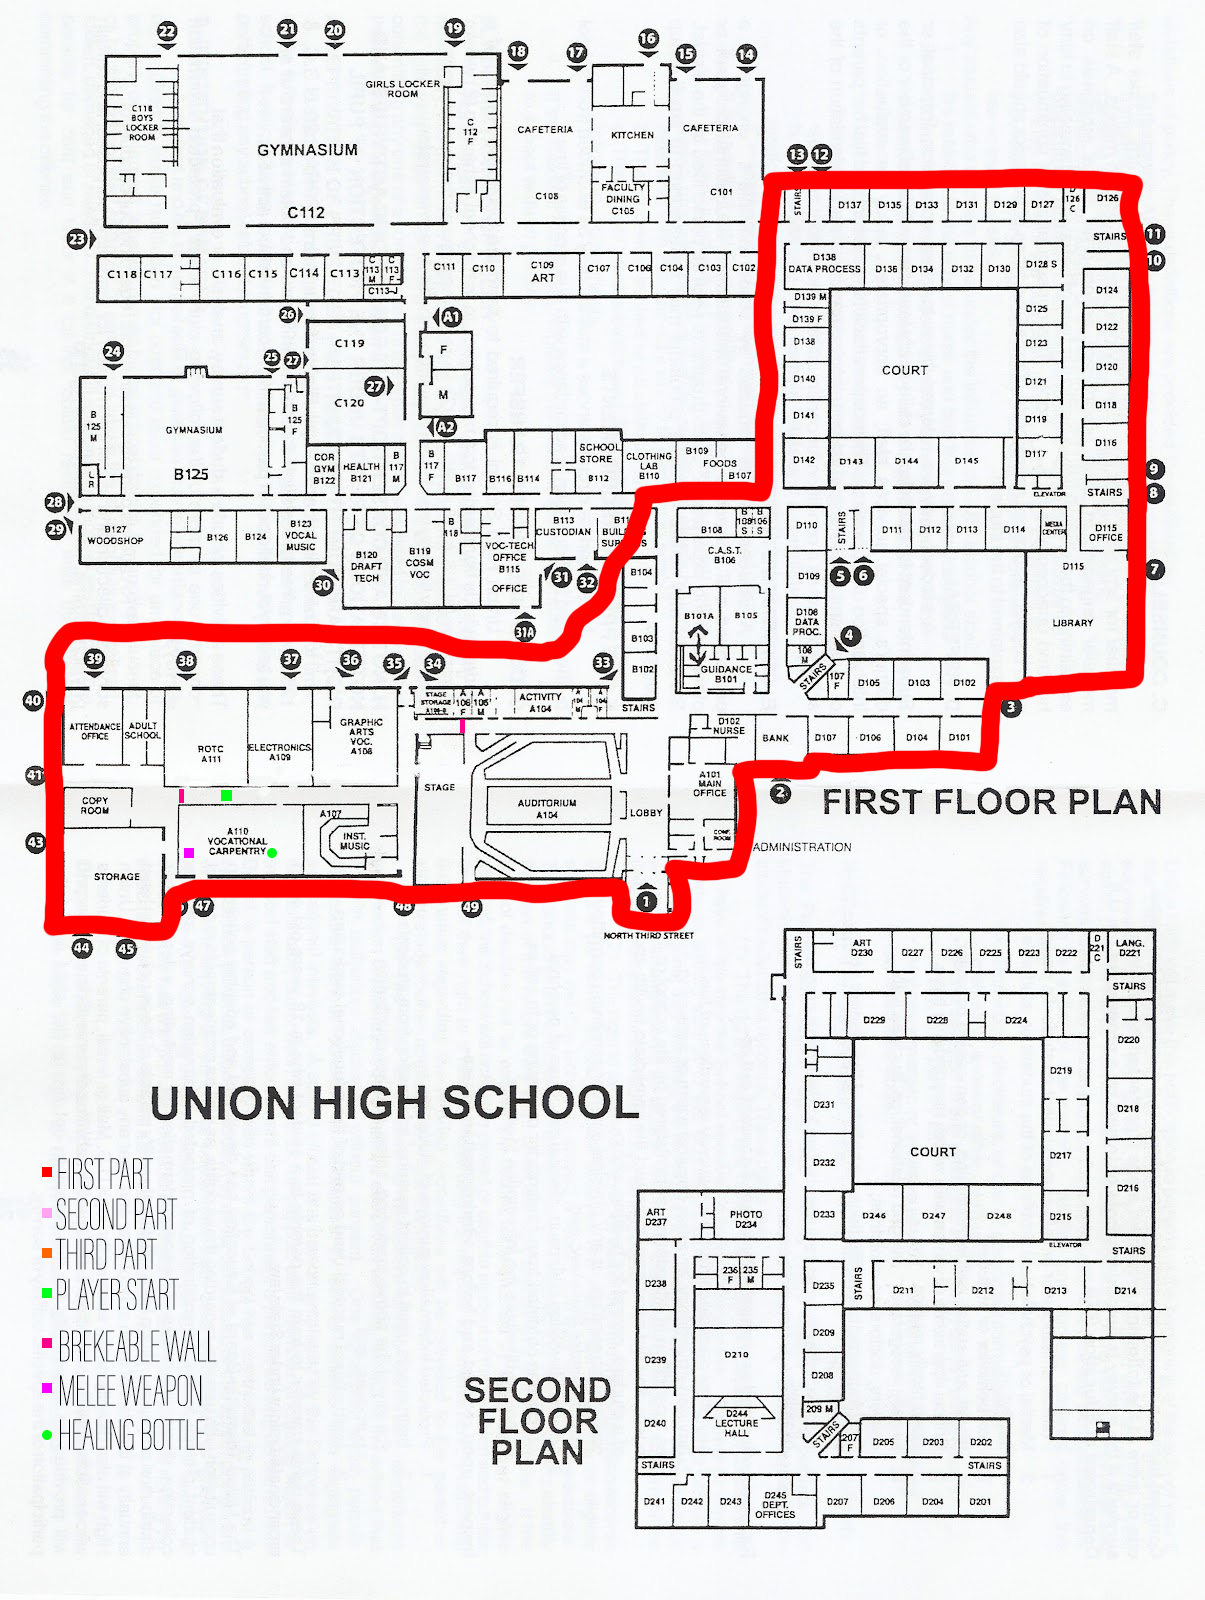 22
21
20
19
18
17
16
15
14
C118
BOYS
LOCKER
ROOM
GIRLS LOCKER
ROOM
C
112
F
GYMNASIUM
C112
CAFETERIA
C108
KITCHEN
FACULTY
DINING
C105
CAFETERIA
C101
13
12
STAIRS
D137
D135
D133
D131
D129
D127
126
C
D126
23
C118
C117
C116
C115
C114
C113
C
113
M
C
113
F
C113-J
C111
C110
C109
ART
C107
C106
C104
C103
C102
STAIRS
11
10
D138
DATA PROCESS
D136
D134
D132
D130
D128 S
D139 M
D139 F
D138
D140
D141
D142
D143
D144
D145
COURT
D125
D123
D121
D119
D117
ELEVATOR
D124
D122
D120
D118
D116
9
8
STAIRS
26
A1
C119
F
M
27
27
C120
A2
24
25
B
125
M
L
R
GYMNASIUM
B125
B
125
F
COR
GYM
B122
HEALTH
B121
B
117
M
B
117
F
B117
B116
B114
SCHOOL
STORE
B112
CLOTHING
LAB
B110
B109
FOODS
B107
28
29
B127
WOODSHOP
B126
B124
B123
VOCAL
MUSIC
B120
DRAFT
TECH
B119
COSM
VOC
B
118
VOC-TECH
OFFICE
B115
OFFICE
B113
CUSTODIAN
B108
B
108
S
B
106
S
C.A.S.T.
B106
D110
STAIRS
D111
D112
D113
D114
MEDIA
CENTER
D115
OFFICE
30
31
32
31A
B104
B103
B102
B101A
B105
GUIDANCE
B101
D109
D108
DATA
PROC.
108
M
5
6
4
D115
LIBRARY
7
STAIRS
107
F
D105
D103
D102
3
39
38
37
36
35
34
33
40
41
43
ATTENDANCE
OFFICE
ADULT
SCHOOL
ROTC
A111
ELECTRONICS
A109
GRAPHIC
ARTS
VOC.
A108
STAGE
STORAGE
A106-S
A
106
F
A
106
M
ACTIVITY
A104
STAIRS
D102
NURSE
BANK
D107
D106
D104
D101
2
COPY
ROOM
STORAGE
A110
VOCATIONAL
CARPENTRY
A107
INST.
MUSIC
STAGE
AUDITORIUM
A104
LOBBY
A101
MAIN
OFFICE
CONF.
ROOM
ADMINISTRATION
FIRST FLOOR PLAN
44
45
47
48
49
1
NORTH THIRD STREET
UNION HIGH SCHOOL
FIRST PART
SECOND PART
THIRD PART
PLAYER START
BREKEABLE WALL
MELEE WEAPON
HEALING BOTTLE
SECOND
FLOOR
PLAN
STAIRS
ART
D230
D227
D226
D225
D223
D222
D
221
C
LANG.
D221
STAIRS
D229
D228
D224
D220
D219
D218
D217
D216
D231
D232
D233
COURT
D246
D247
D248
D215
ELEVATOR
STAIRS
ART
D237
PHOTO
D234
D238
236
F
235
M
D235
STAIRS
D211
D212
D213
D214
D239
D210
D209
D208
D240
D244
LECTURE
HALL
209 M
STAIRS
207
F
D205
D203
D202
STAIRS
STAIRS
D241
D242
D243
D245
DEPT.
OFFICES
D207
D206
D204
D201